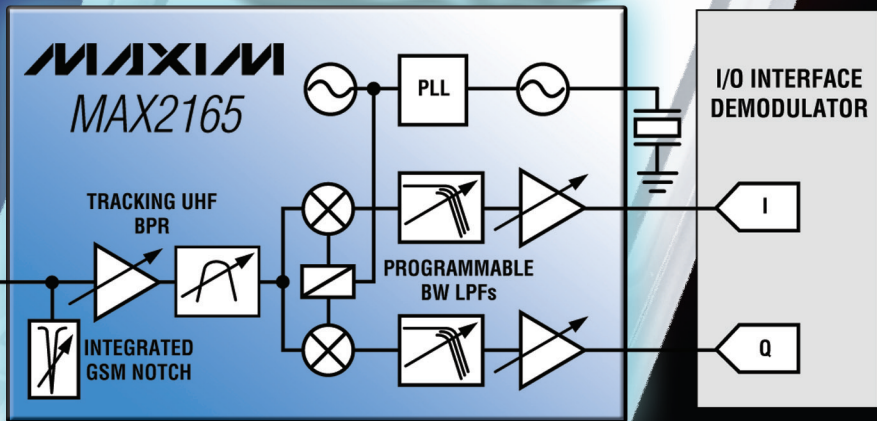 MAXIM
MAX2165
PLL
I/O INTERFACE
DEMODULATOR
TRACKING UHF
BPR
I
PROGRAMMABLE
BW LPFs
INTEGRATED
GSM NOTCH
Q